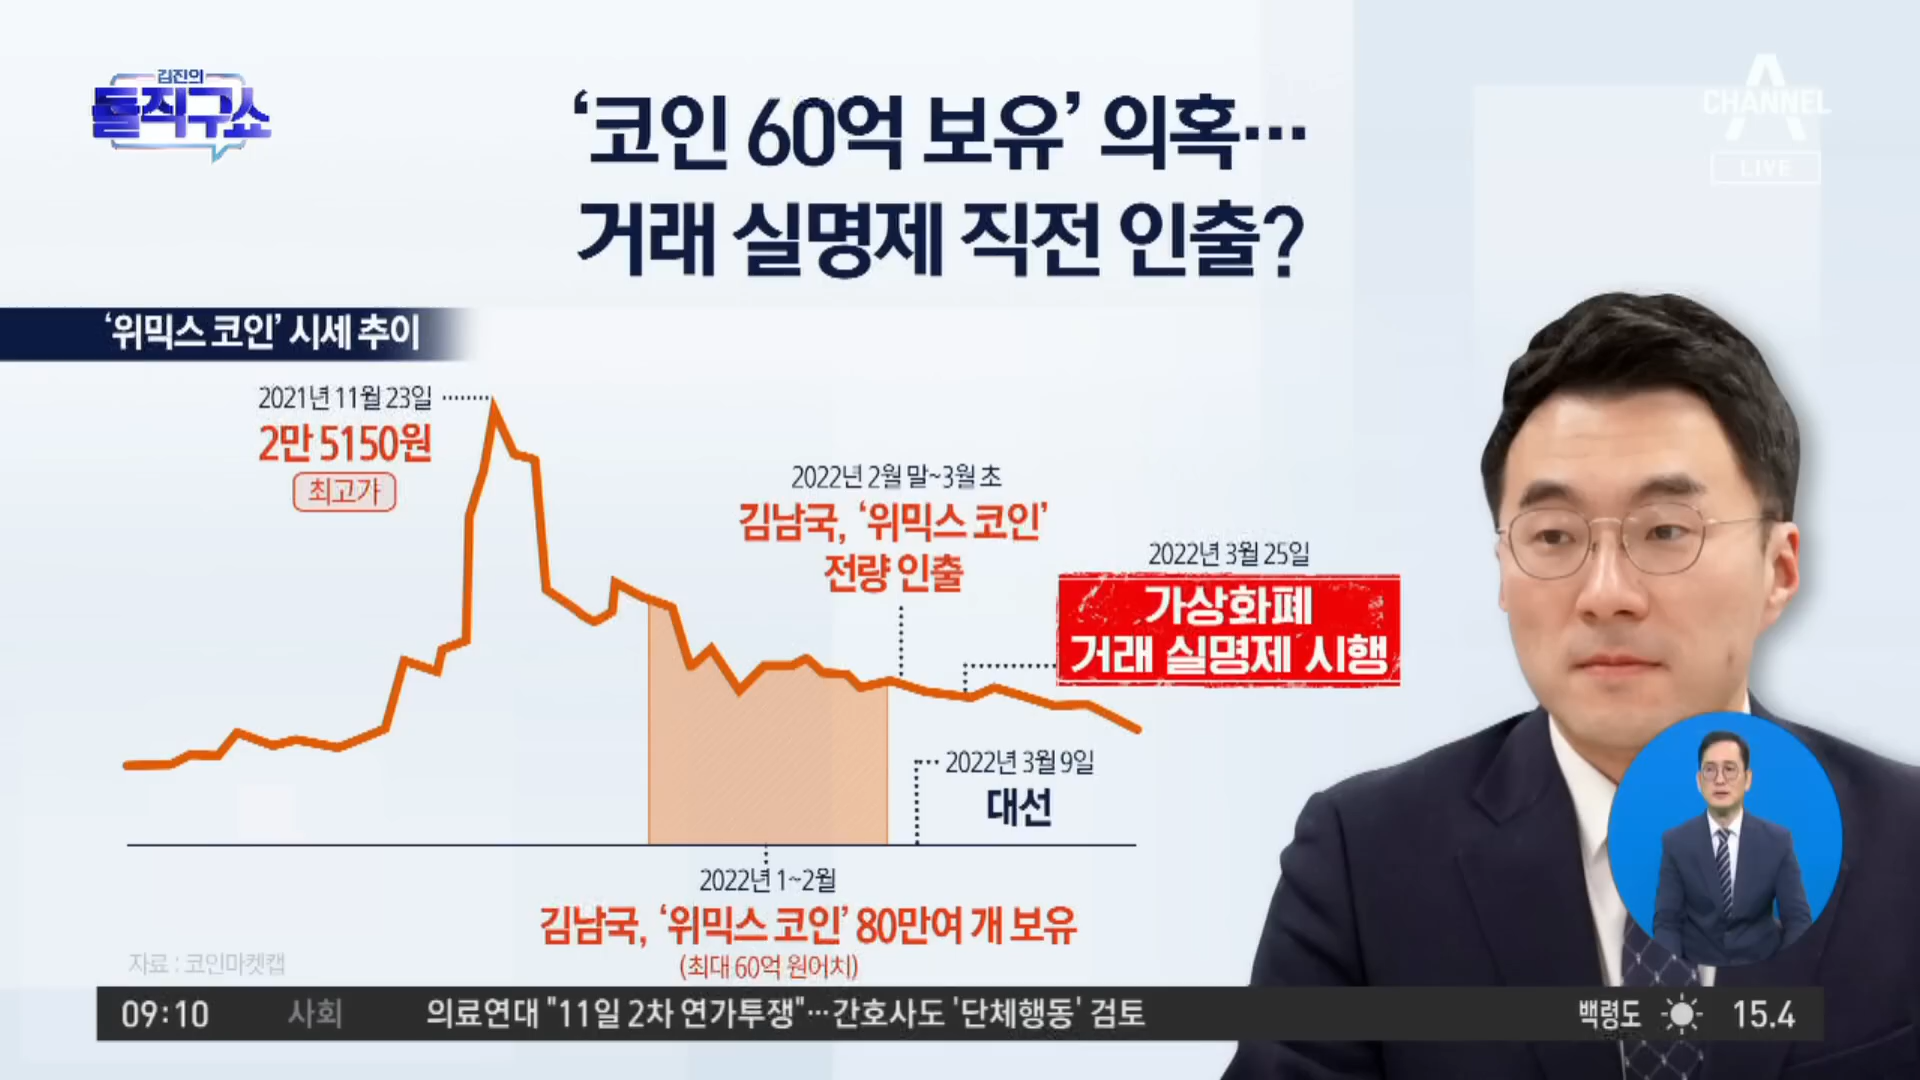 김진의
돌직구쇼
CHANNEL A
LIVE
‘코인 60억 보유’ 의혹…
거래 실명제 직전 인출?
‘위믹스 코인’ 시세 추이
2021년 11월 23일
2만 5150원
최고가
2022년 2월 말~3월 초
김남국, ‘위믹스 코인’
전량 인출
2022년 3월 25일
가상화폐
거래 실명제 시행
2022년 3월 9일
대선
2022년 1~2월
김남국, ‘위믹스 코인’ 80만여 개 보유
(최대 60억 원어치)
자료 : 코인마켓캡
09:10 사회 의료연대 "11일 2차 연가투쟁"…간호사도 '단체행동' 검토 백령도 15.4